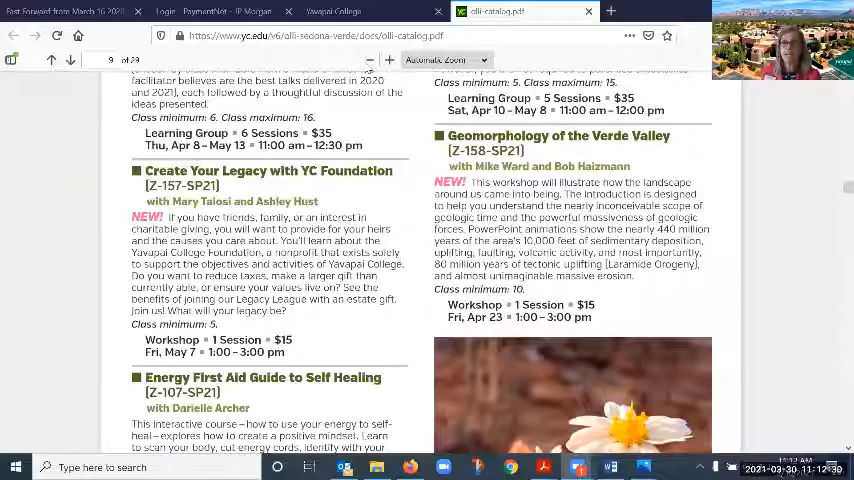 Fast Forward from March 16 2020
Login - PaymentNet - JP Morgan
Yavapai College
YC
olli-catalog.pdf
https://www.yc.edu/v6/olli-sedona-verde/docs/olli-catalog.pdf
9 of 29
Automatic Zoom
facilitator believes are the best talks delivered in 2020
and 2021), each followed by a thoughtful discussion of the
ideas presented.
Class minimum: 6. Class maximum: 16.
Learning Group ■ 6 Sessions ■ $35
Thu, Apr 8 – May 13 ■ 11:00 am – 12:30 pm
■ Create Your Legacy with YC Foundation
(Z-157-SP21)
with Mary Talosi and Ashley Hust
NEW! If you have friends, family, or an interest in
charitable giving, you will want to provide for your heirs
and the causes you care about. You'll learn about the
Yavapai College Foundation, a nonprofit that exists solely
to support the objectives and activities of Yavapai College.
Do you want to reduce taxes, make a larger gift than
currently able, or ensure your values live on? See the
benefits of joining our Legacy League with an estate gift.
Join us! What will your legacy be?
Class minimum: 5.
Workshop ■ 1 Session ■ $15
Fri, May 7 ■ 1:00 – 3:00 pm
■ Energy First Aid Guide to Self Healing
(Z-107-SP21)
with Darielle Archer
This interactive course – how to use your energy to self-
heal – explores how to create a positive mindset. Learn
to scan your body, cut energy cords, identify with your
Class minimum: 5. Class maximum: 15.
Learning Group ■ 5 Sessions ■ $35
Sat, Apr 10 – May 8 ■ 11:00 am – 12:00 pm
■ Geomorphology of the Verde Valley
(Z-158-SP21)
with Mike Ward and Bob Haizmann
NEW! This workshop will illustrate how the landscape
around us came into being. The introduction is designed
to help you understand the nearly inconceivable scope of
geologic time and the powerful massiveness of geologic
forces. PowerPoint animations show the nearly 440 million
years of the area's 10,000 feet of sedimentary deposition,
uplifting, faulting, volcanic activity, and most importantly,
80 million years of tectonic uplifting (Laramide Orogeny),
and almost unimaginable massive erosion.
Class minimum: 10.
Workshop ■ 1 Session ■ $15
Fri, Apr 23 ■ 1:00 – 3:00 pm
Type here to search
11:12 AM
2021-03-30 11:12:39